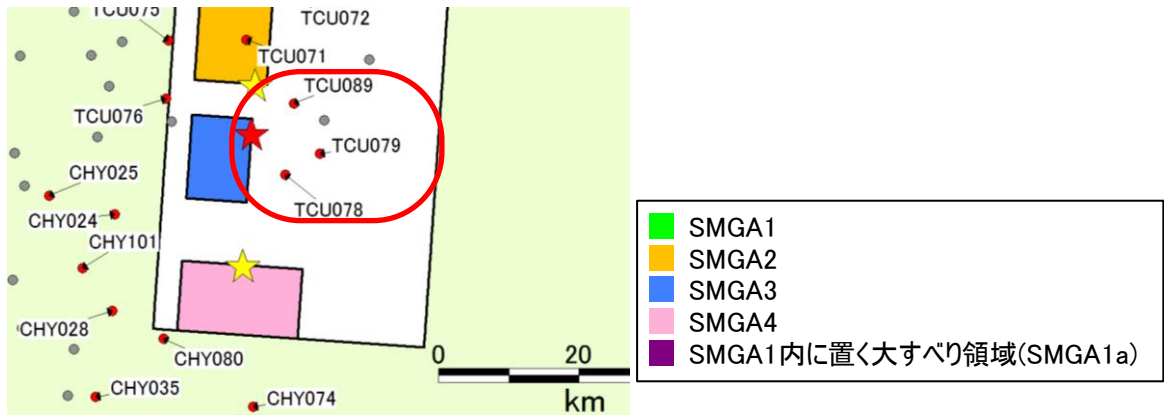 TCU075
TCU072
TCU071
TCU089
TCU076
TCU079
CHY025
TCU078
CHY024
CHY101
CHY028
CHY080
CHY035
CHY074
0 20
km
SMGA1
SMGA2
SMGA3
SMGA4
SMGA1内に置く大すべり領域(SMGA1a)